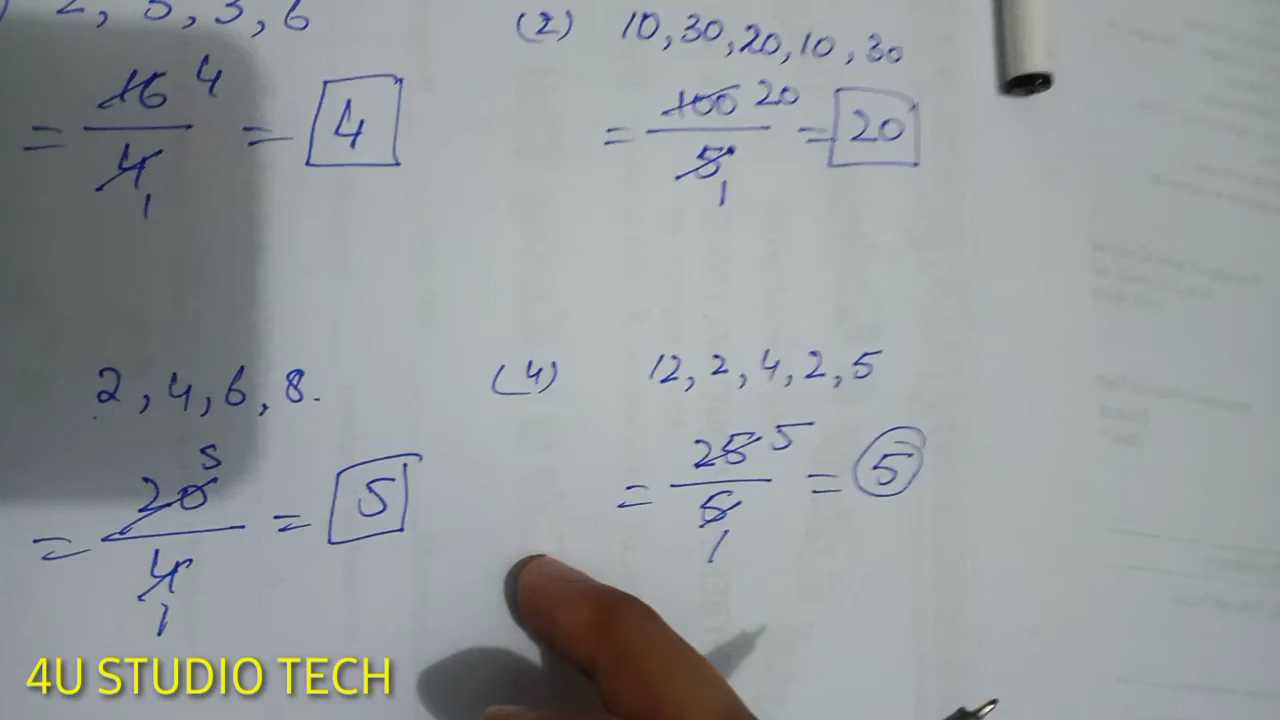 2, 5, 3, 6
= 16 4 / 4 1 = 4
(2) 10, 30, 20, 10, 30
= 100 20 / 5 1 = 20
2, 4, 6, 8.
= 20 5 / 4 1 = 5
(4) 12, 2, 4, 2, 5
= 25 5 / 5 1 = 5
4U STUDIO TECH